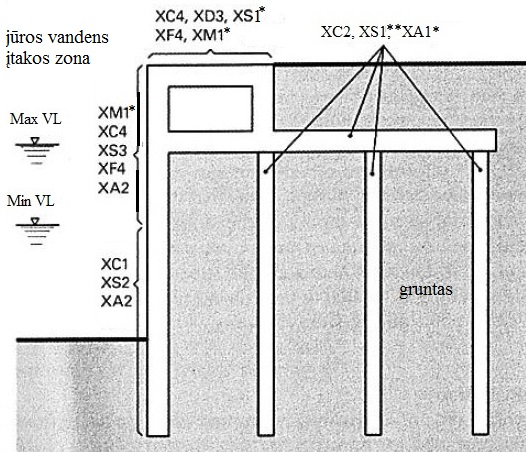 XC4, XD3, XS1*
XF4, XM1*
XC2, XS1,** XA1*
jūros vandens
įtakos zona
Max VL
XM1*
XC4
XS3
XF4
XA2
Min VL
XC1
XS2
XA2
gruntas